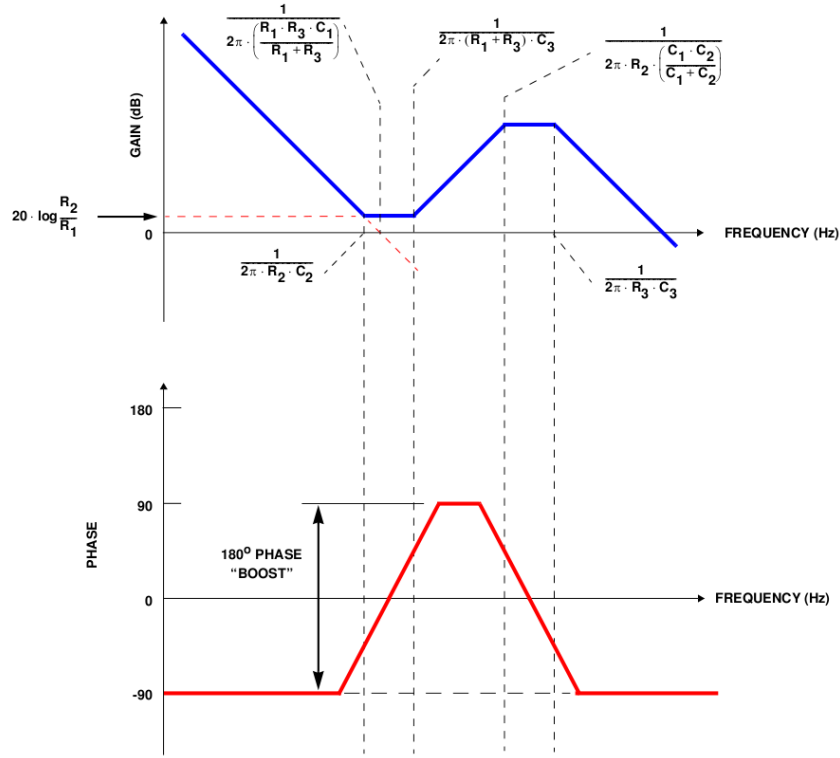 1
2π · (R1 · R3 · C1 / R1 + R3)
1
2π · (R1 + R3) · C3
1
2π · R2 · (C1 · C2 / C1 + C2)
GAIN (dB)
20 · log R2/R1
0
FREQUENCY (Hz)
1
2π · R2 · C2
1
2π · R3 · C3
180
90
PHASE
180o PHASE
“BOOST”
0
FREQUENCY (Hz)
-90